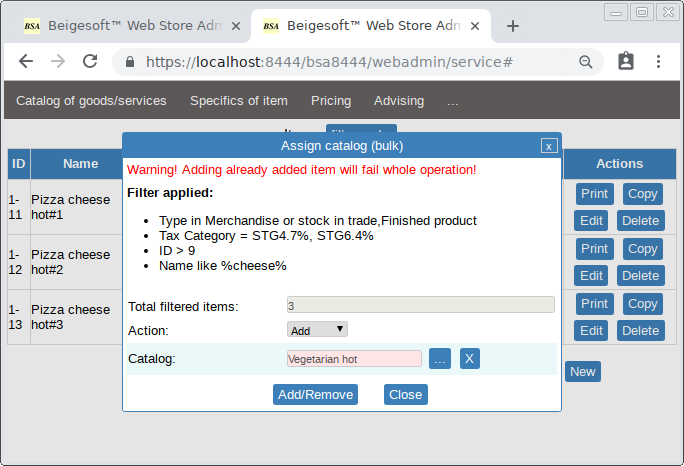 BSA Beigesoft™ Web Store Adm
BSA Beigesoft™ Web Store Adm
https://localhost:8444/bsa8444/webadmin/service#
Catalog of goods/services Specifics of item Pricing Advising ...
Assign catalog (bulk) x
Warning! Adding already added item will fail whole operation!
Filter applied:
Type in Merchandise or stock in trade,Finished product
Tax Category = STG4.7%, STG6.4%
ID > 9
Name like %cheese%
Total filtered items: 3
Action: Add
Catalog: Vegetarian hot ... X
Add/Remove Close
ID Name Actions
1-11 Pizza cheese hot#1 Print Copy
Edit Delete
1-12 Pizza cheese hot#2 Print Copy
Edit Delete
1-13 Pizza cheese hot#3 Print Copy
Edit Delete
New